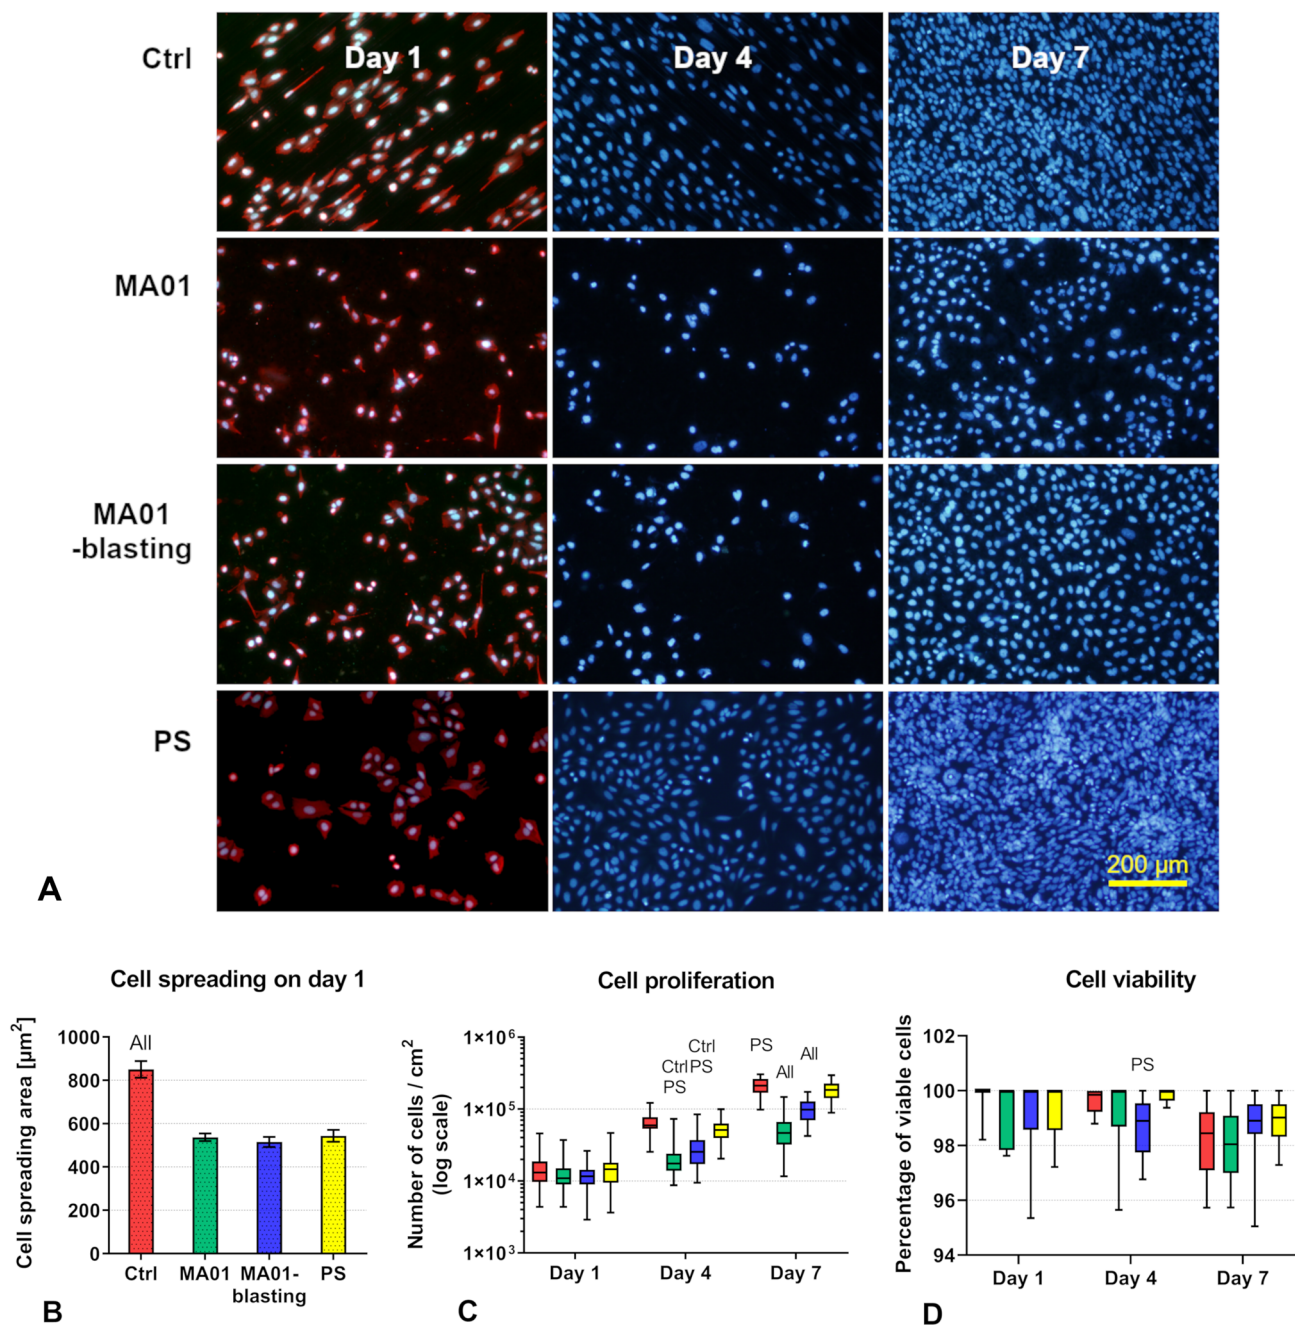 Ctrl
Day 1
Day 4
Day 7
MA01
MA01
-blasting
PS
200 µm
A
Cell spreading on day 1
Cell spreading area [µm²]
1000
800
600
400
200
0
All
Ctrl
MA01
MA01-
blasting
PS
B
Cell proliferation
Number of cells / cm²
(log scale)
1×10⁶
1×10⁵
1×10⁴
1×10³
Ctrl
PS
Ctrl
PS
PS
All
All
Day 1
Day 4
Day 7
C
Cell viability
Percentage of viable cells
102
100
98
96
94
PS
Day 1
Day 4
Day 7
D